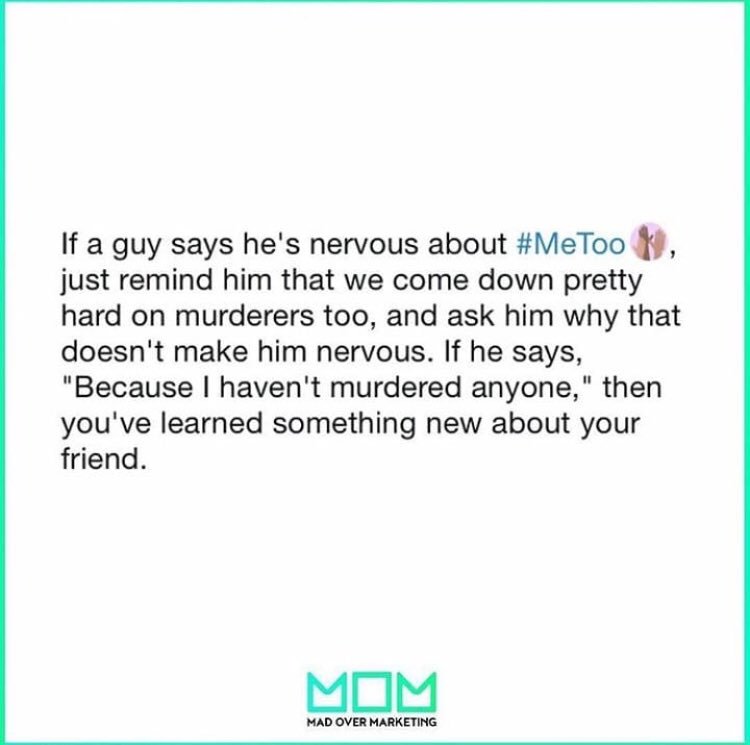 If a guy says he's nervous about #MeToo,
just remind him that we come down pretty
hard on murderers too, and ask him why that
doesn't make him nervous. If he says,
"Because I haven't murdered anyone," then
you've learned something new about your
friend.
MOM
MAD OVER MARKETING